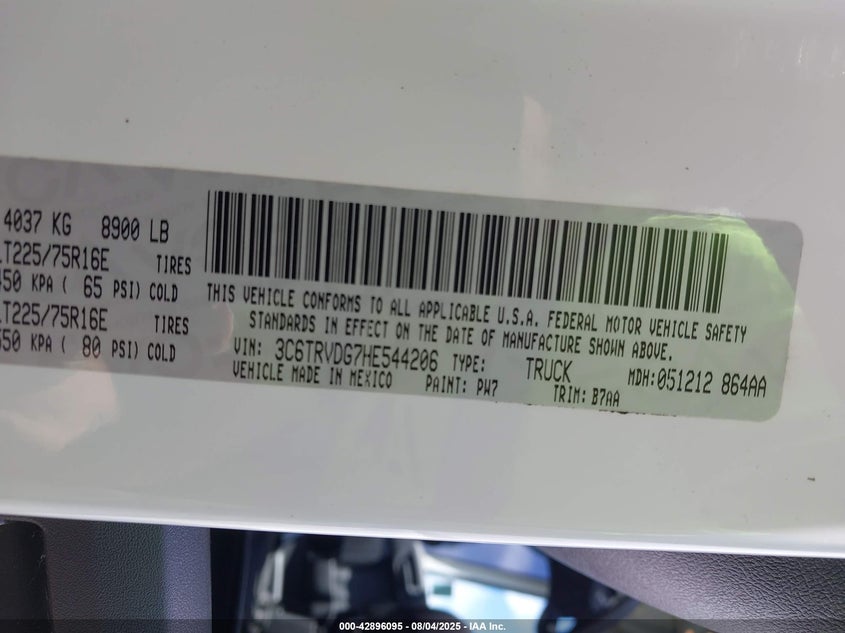 4037 KG 8900 LB
LT225/75R16E TIRES
450 KPA ( 65 PSI) COLD
LT225/75R16E TIRES
550 KPA ( 80 PSI) COLD
THIS VEHICLE CONFORMS TO ALL APPLICABLE U.S.A. FEDERAL MOTOR VEHICLE SAFETY
STANDARDS IN EFFECT ON THE DATE OF MANUFACTURE SHOWN ABOVE.
VIN: 3C6TRVDG7HE544206 TYPE: TRUCK MDH:051212 864AA
VEHICLE MADE IN MEXICO PAINT: PW7 TRIM: B7AA
000-42896095 - 08/04/2025 - IAA Inc.